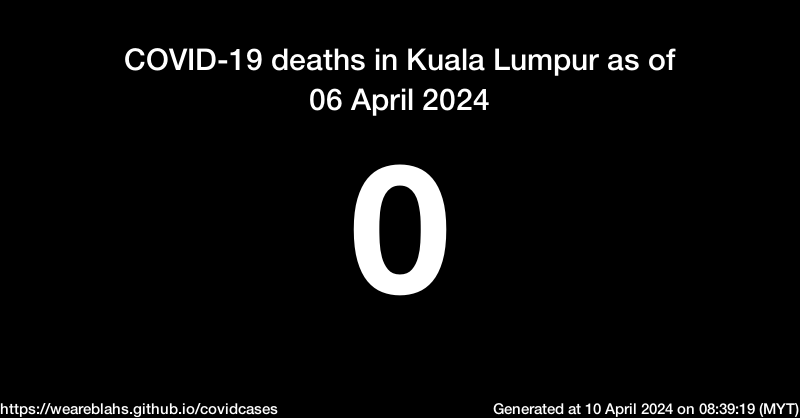 COVID-19 deaths in Kuala Lumpur as of
06 April 2024
0
https://weareblahs.github.io/covidcases
Generated at 10 April 2024 on 08:39:19 (MYT)